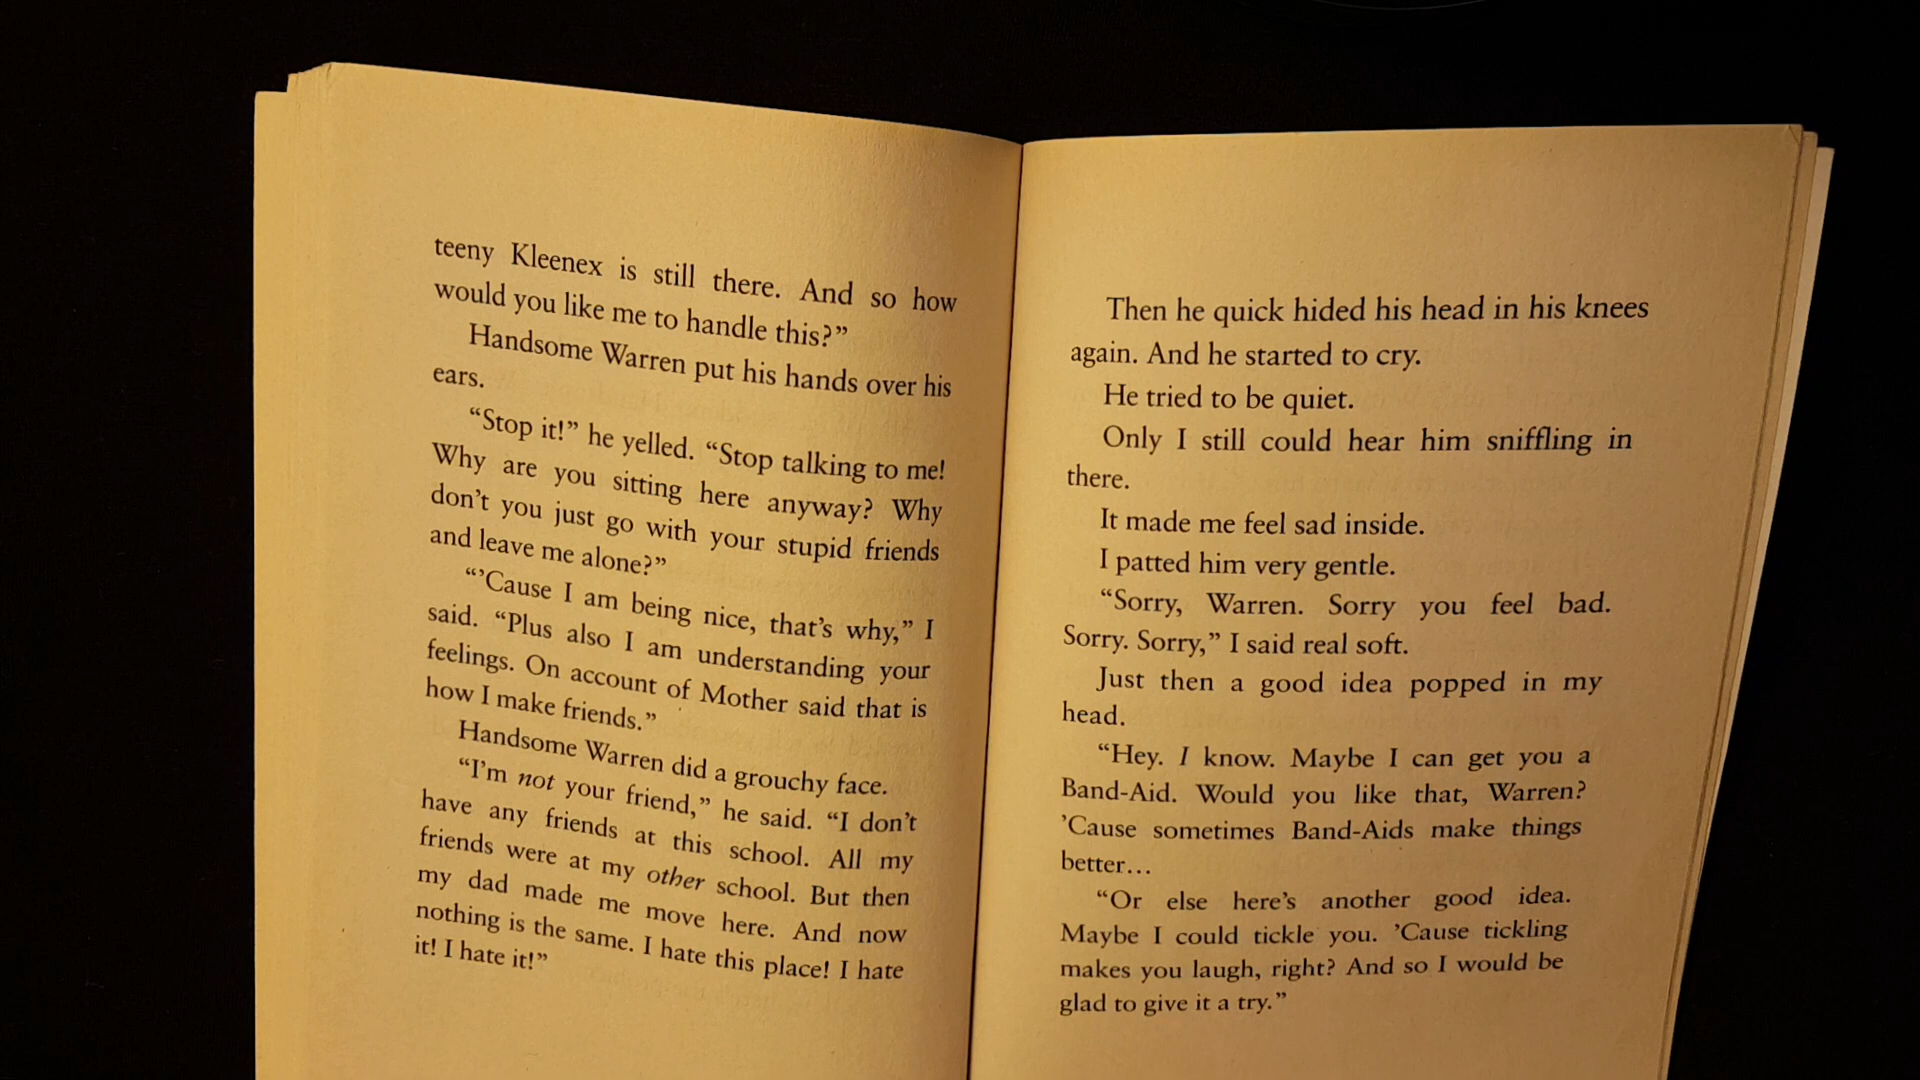 teeny Kleenex is still there. And so how
would you like me to handle this?”
Handsome Warren put his hands over his
ears.
“Stop it!” he yelled. “Stop talking to me!
Why are you sitting here anyway? Why
don’t you just go with your stupid friends
and leave me alone?”
“’Cause I am being nice, that’s why,” I
said. “Plus also I am understanding your
feelings. On account of Mother said that is
how I make friends.”
Handsome Warren did a grouchy face.
“I’m not your friend,” he said. “I don’t
have any friends at this school. All my
friends were at my other school. But then
my dad made me move here. And now
nothing is the same. I hate this place! I hate
it! I hate it!”
Then he quick hided his head in his knees
again. And he started to cry.
He tried to be quiet.
Only I still could hear him sniffling in
there.
It made me feel sad inside.
I patted him very gentle.
“Sorry, Warren. Sorry you feel bad.
Sorry. Sorry,” I said real soft.
Just then a good idea popped in my
head.
“Hey. I know. Maybe I can get you a
Band-Aid. Would you like that, Warren?
’Cause sometimes Band-Aids make things
better…
“Or else here’s another good idea.
Maybe I could tickle you. ’Cause tickling
makes you laugh, right? And so I would be
glad to give it a try.”